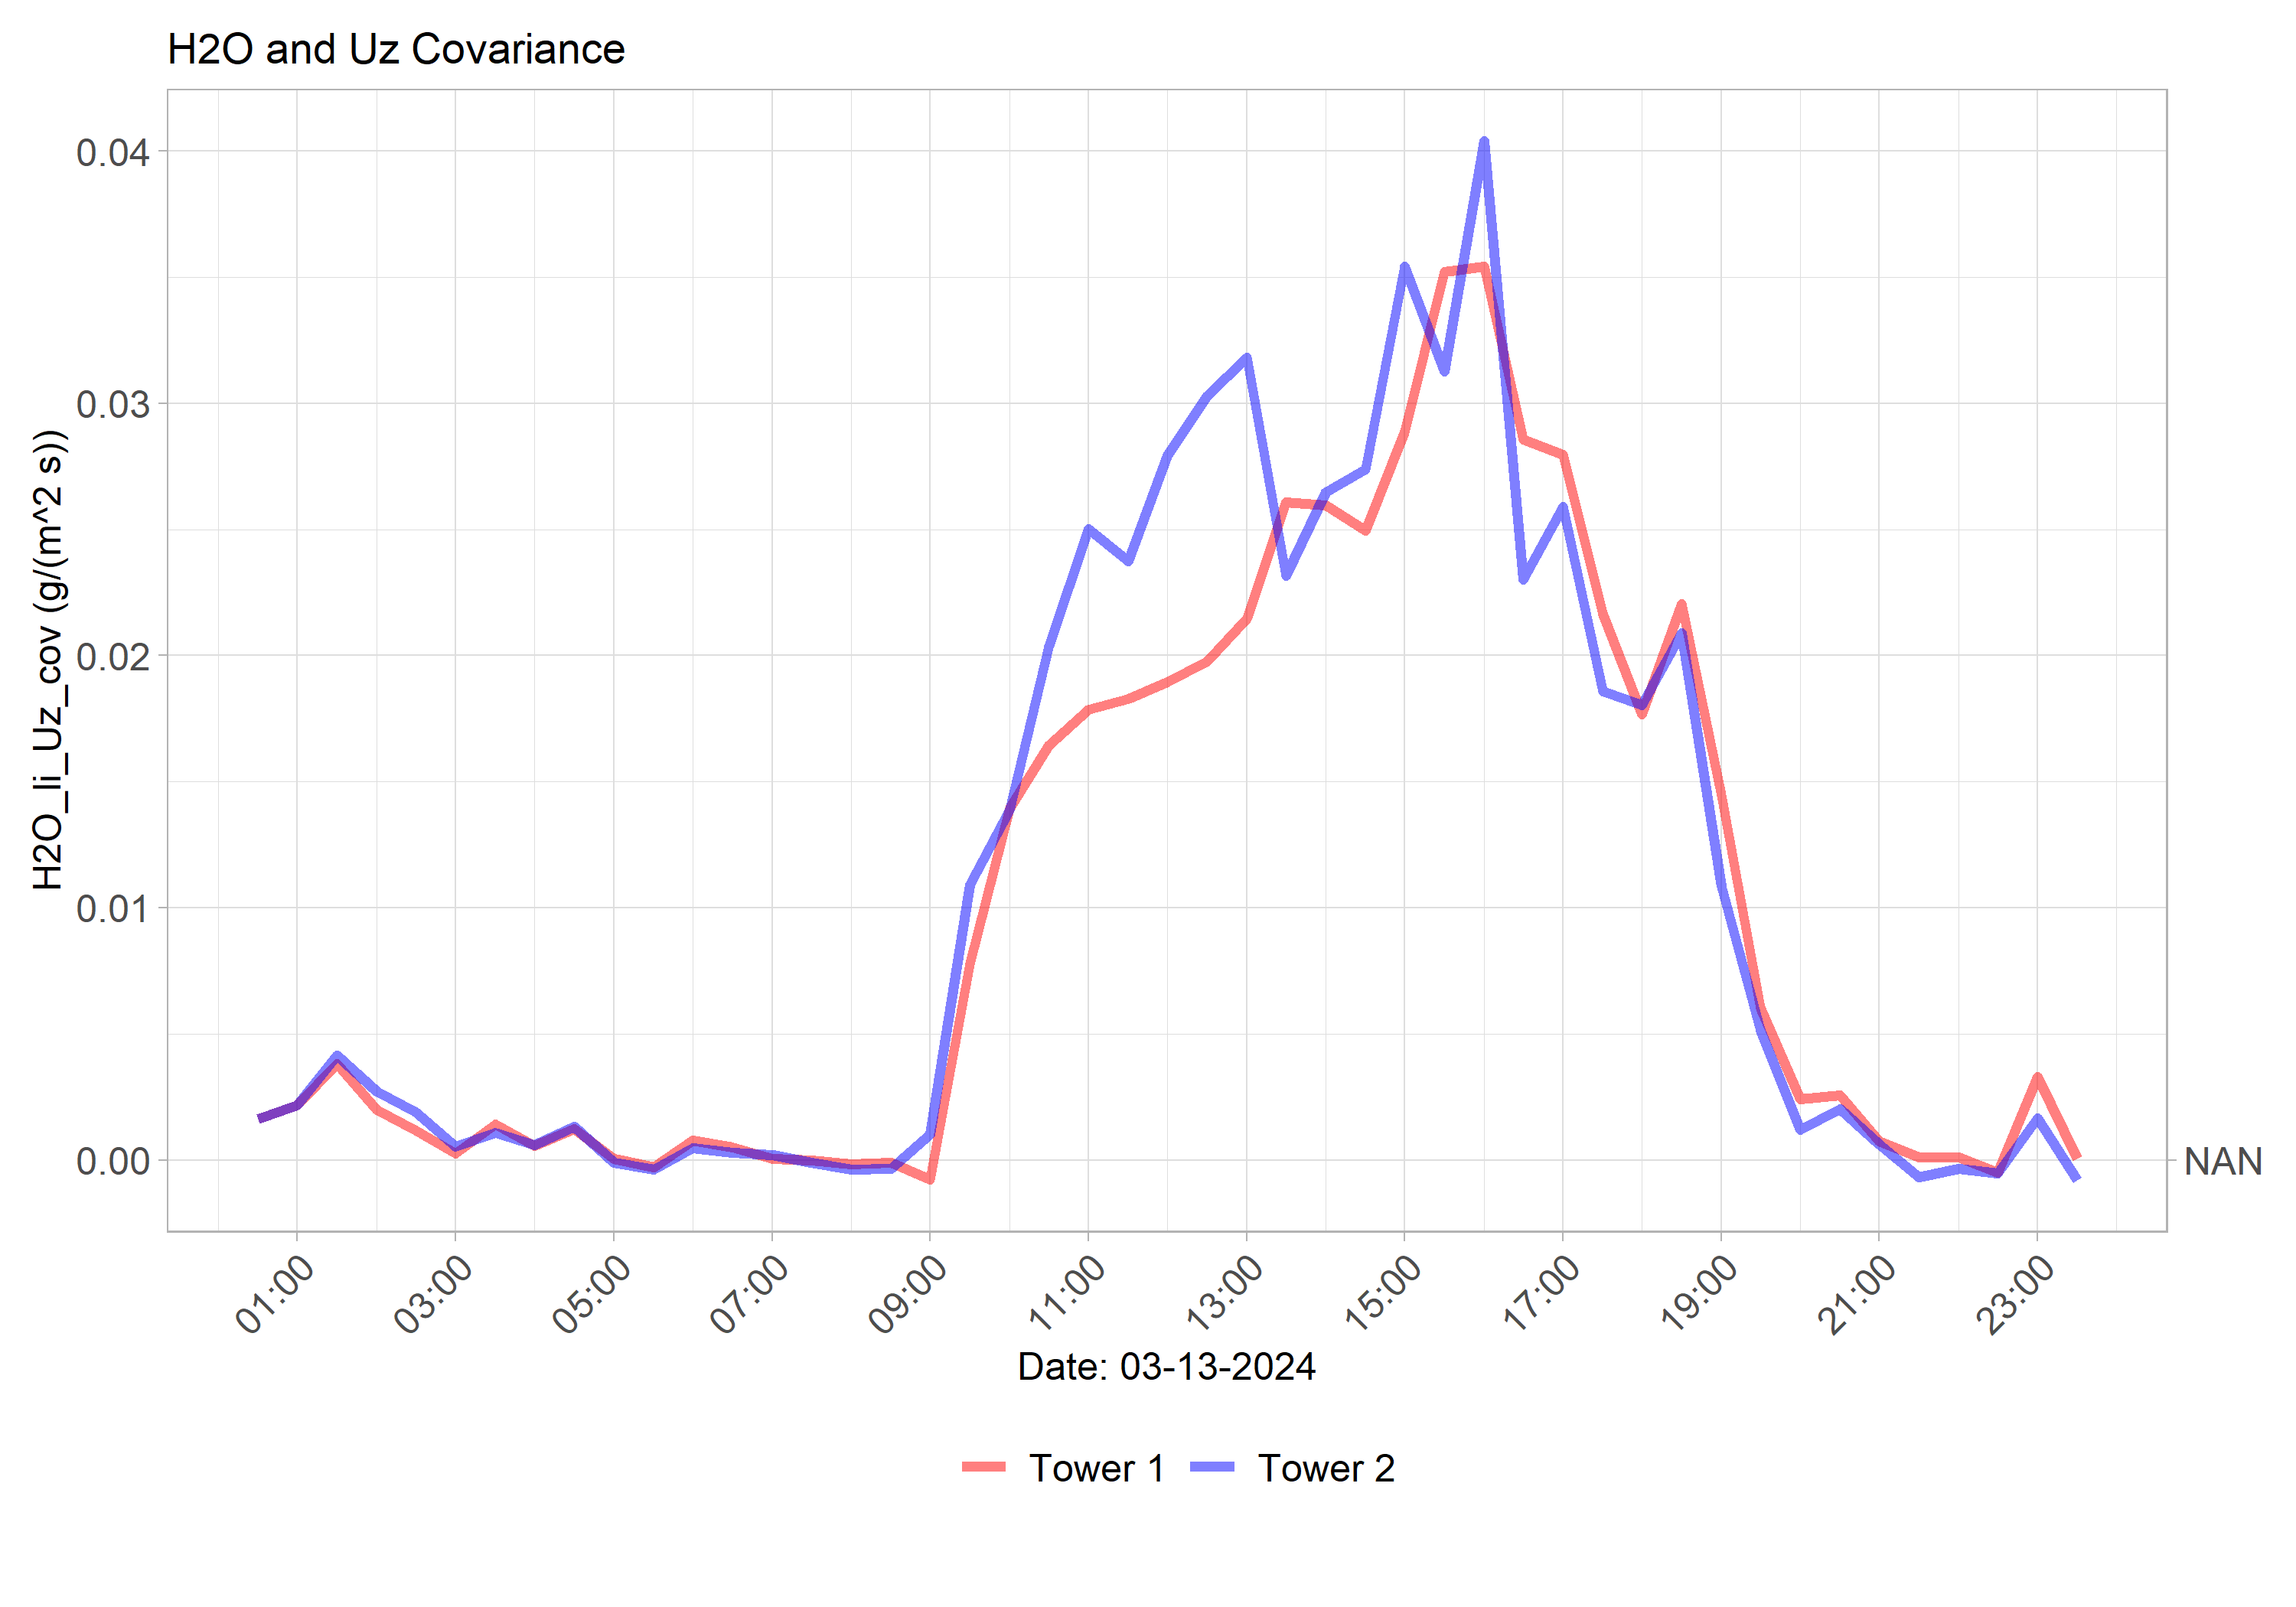 H2O and Uz Covariance
H2O_li_Uz_cov (g/(m^2 s))
0.04
0.03
0.02
0.01
0.00
NAN
01:00
03:00
05:00
07:00
09:00
11:00
13:00
15:00
17:00
19:00
21:00
23:00
Date: 03-13-2024
Tower 1
Tower 2